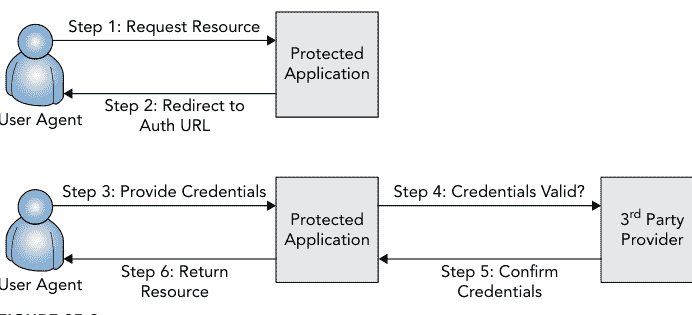 Step 1: Request Resource
Protected
Application
Step 2: Redirect to
Auth URL
User Agent
Step 3: Provide Credentials
Protected
Application
Step 4: Credentials Valid?
3rd Party
Provider
Step 6: Return
Resource
Step 5: Confirm
Credentials
User Agent